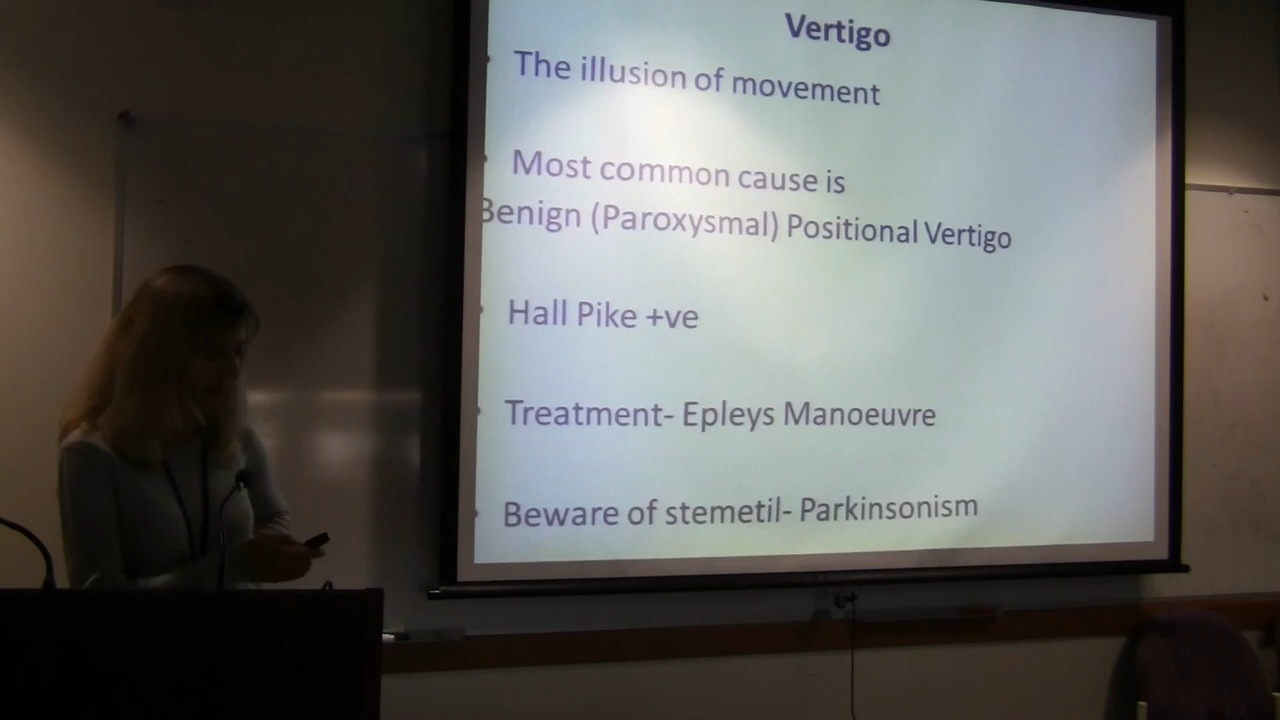 Vertigo
The illusion of movement
Most common cause is
Benign (Paroxysmal) Positional Vertigo
Hall Pike +ve
Treatment- Epleys Manoeuvre
Beware of stemetil- Parkinsonism